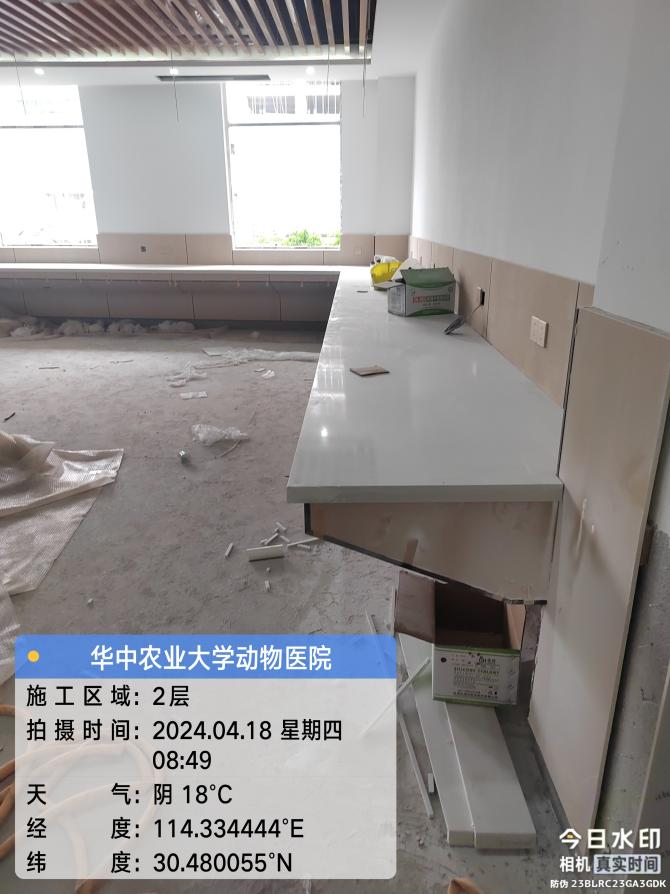 华中农业大学动物医院
施工区域：2层
拍摄时间：2024.04.18 星期四
08:49
天气：阴 18°C
经度：114.334444°E
纬度：30.480055°N
今日水印
相机 真实时间
防伪 23BLRC23GA3GDK